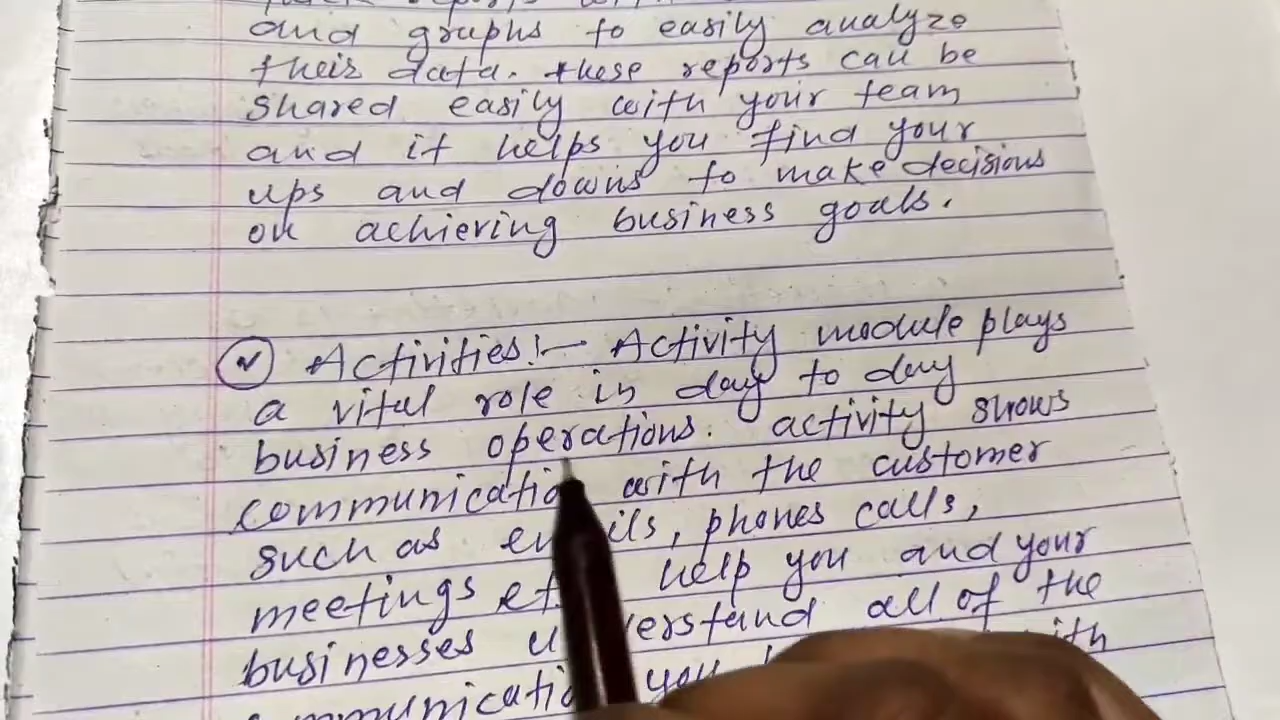 and graphs to easily analyze
their data. these reports can be
shared easily with your team
and it helps you find your
ups and downs to make decisions
on achieving business goals.
Activities:- Activity module plays
a vital role in day to day
business operations. activity shows
communication with the customer
such as phones calls,
meetings help you and your
businesses all of the
you